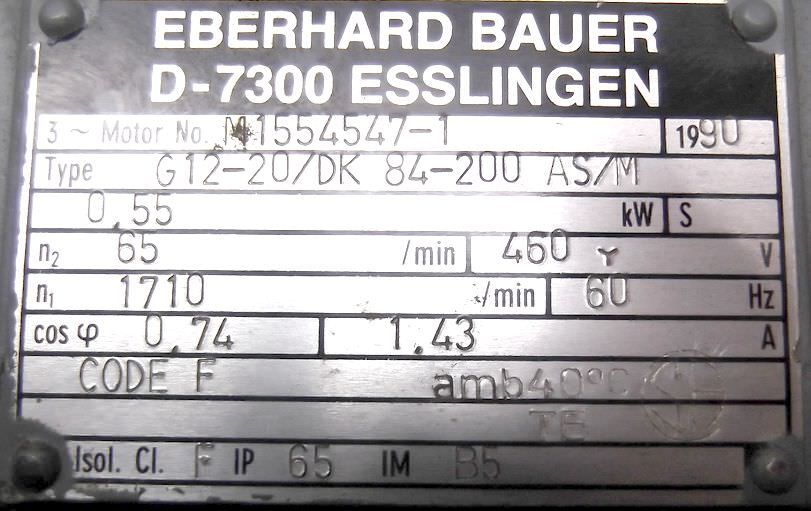 EBERHARD BAUER
D-7300 ESSLINGEN
3 ~ Motor No. M1554547-1 1990
Type G12-20/DK 84-200 AS/M
0,55 kW S
n₂ 65 /min 460 Y V
n₁ 1710 /min 60 Hz
cos φ 0,74 1.43 A
CODE F amb40°C
TE
Isol. Cl. F IP 65 IM B5